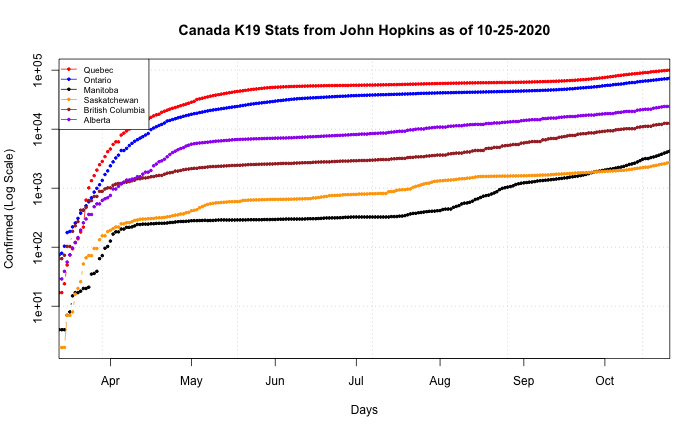 Canada K19 Stats from John Hopkins as of 10-25-2020
Confirmed (Log Scale)
1e+05
1e+04
1e+03
1e+02
1e+01
Quebec
Ontario
Manitoba
Saskatchewan
British Columbia
Alberta
Apr May Jun Jul Aug Sep Oct
Days